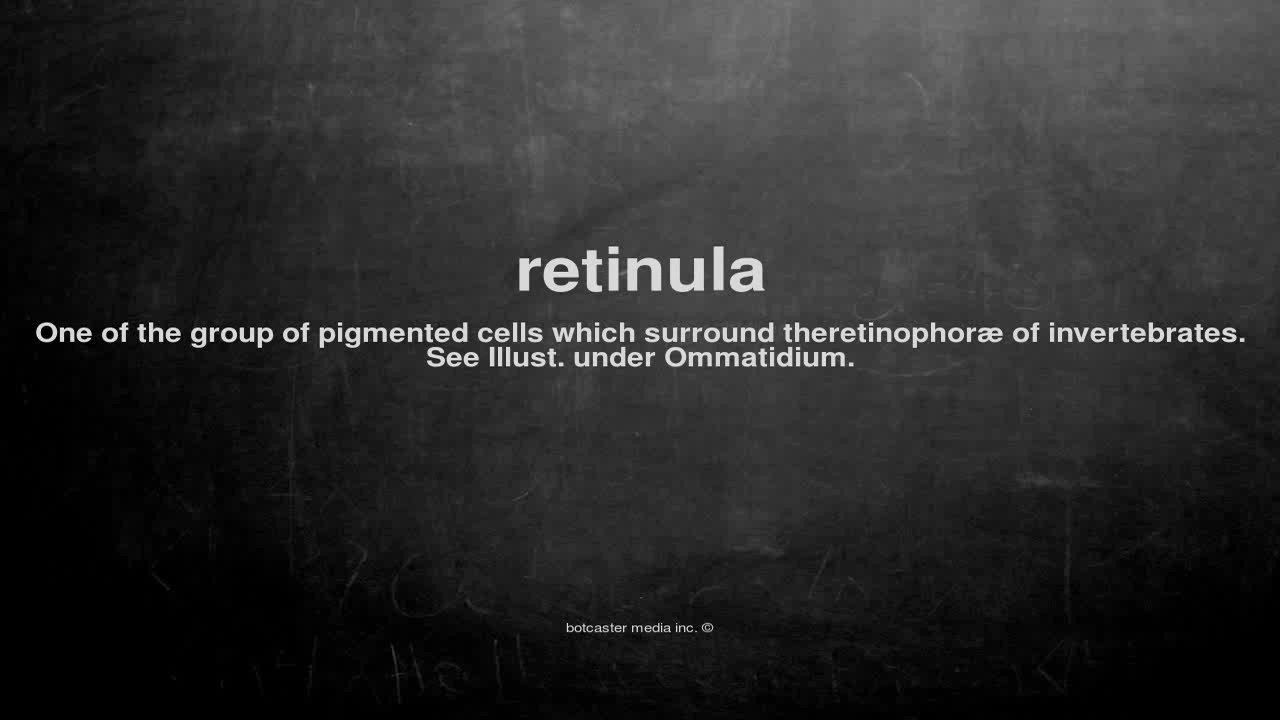 retinula
One of the group of pigmented cells which surround theretinophoræ of invertebrates.
See Illust. under Ommatidium.
botcaster media inc. ©